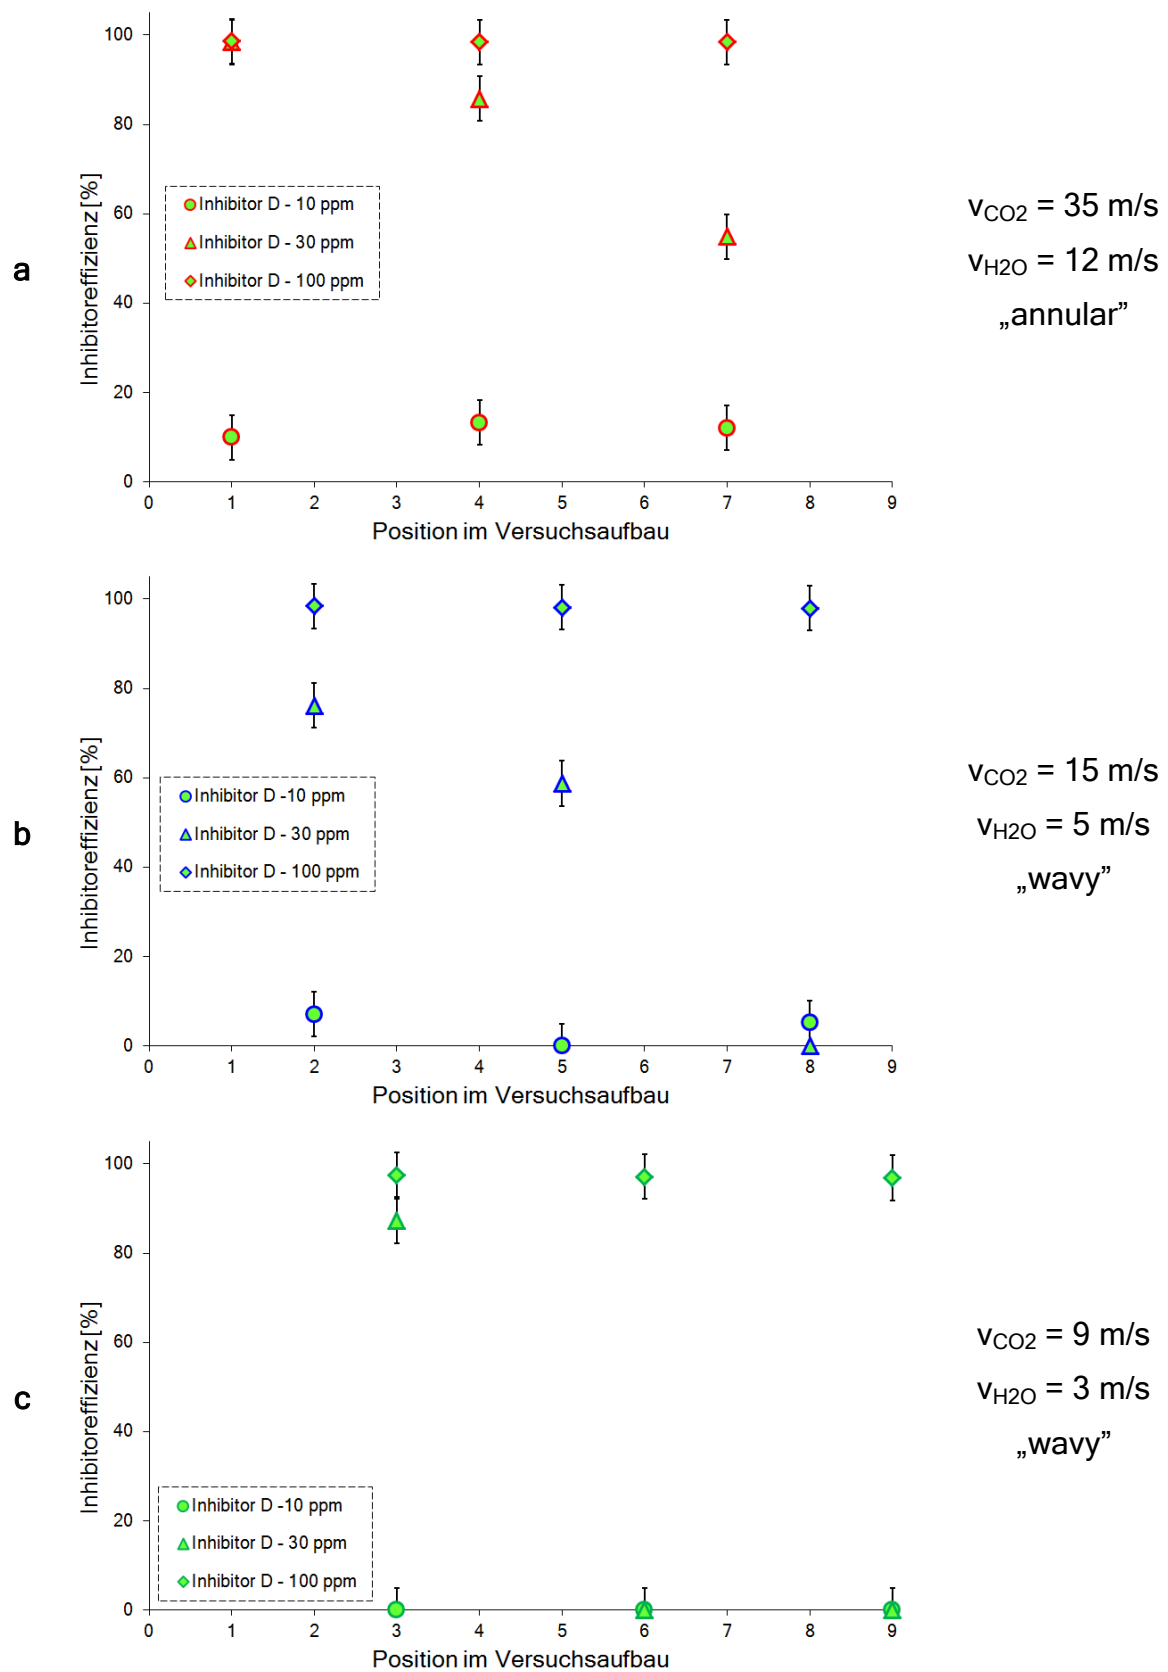 a
Inhibitoreffizienz [%]
100
80
60
40
20
0
Inhibitor D - 10 ppm
Inhibitor D - 30 ppm
Inhibitor D - 100 ppm
0 1 2 3 4 5 6 7 8 9
Position im Versuchsaufbau
vCO2 = 35 m/s
vH2O = 12 m/s
„annular”
b
Inhibitoreffizienz [%]
100
80
60
40
20
0
Inhibitor D -10 ppm
Inhibitor D - 30 ppm
Inhibitor D - 100 ppm
0 1 2 3 4 5 6 7 8 9
Position im Versuchsaufbau
vCO2 = 15 m/s
vH2O = 5 m/s
„wavy”
c
Inhibitoreffizienz [%]
100
80
60
40
20
0
Inhibitor D -10 ppm
Inhibitor D - 30 ppm
Inhibitor D - 100 ppm
0 1 2 3 4 5 6 7 8 9
Position im Versuchsaufbau
vCO2 = 9 m/s
vH2O = 3 m/s
„wavy”